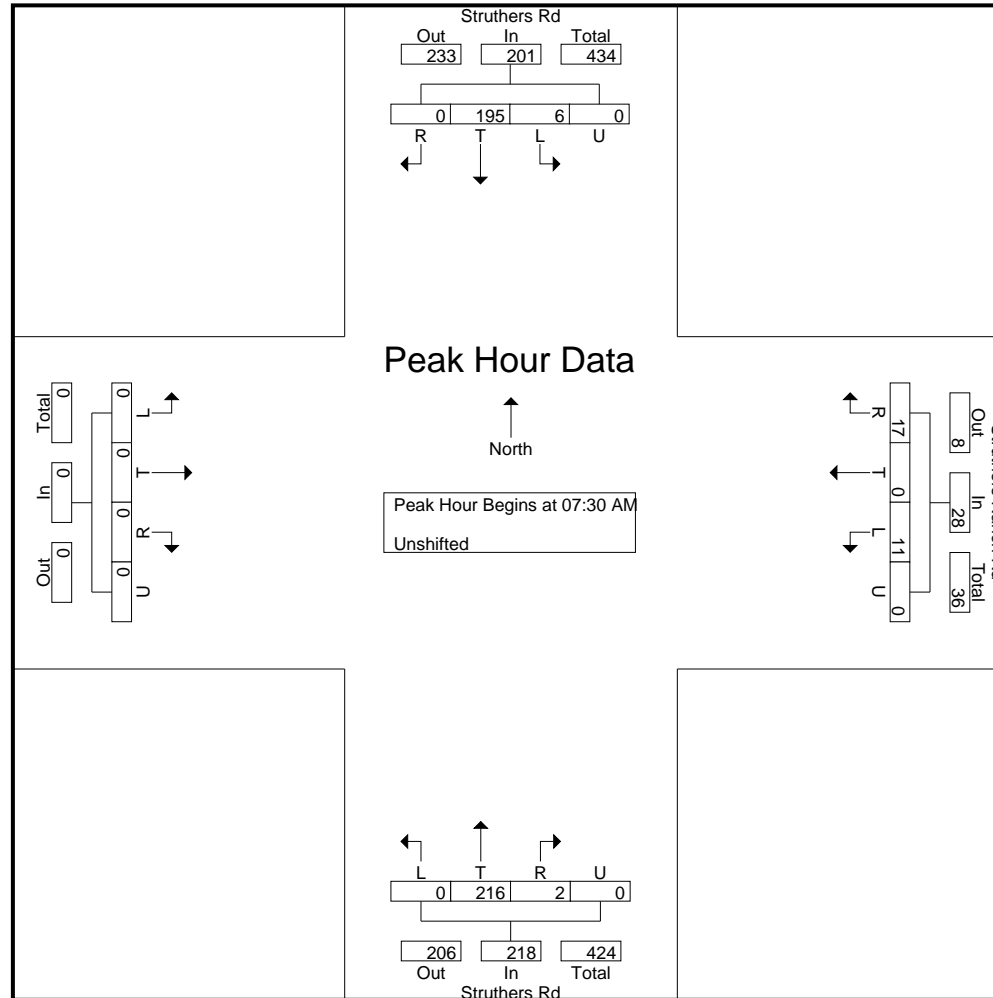 Struthers Rd
Out In Total
233 201 434
0 195 6 0
R T L U
Peak Hour Data
North
Peak Hour Begins at 07:30 AM
Unshifted
Total In Out
0 0 0
0 0 0 0
L T R U
R T L U
17 0 11 0
Out In Total
8 28 36
L T R U
0 216 2 0
206 218 424
Out In Total
Struthers Rd